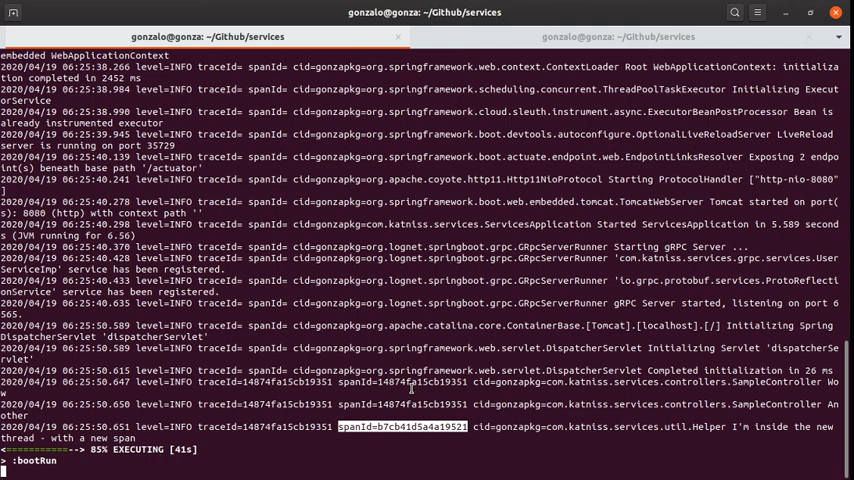 gonzalo@gonza: ~/Github/services
gonzalo@gonza: ~/Github/services
gonzalo@gonza: ~/Github/services
embedded WebApplicationContext
2020/04/19 06:25:38.266 level=INFO traceId= spanId= cid=gonzapkg=org.springframework.web.context.ContextLoader Root WebApplicationContext: initializa
tion completed in 2452 ms
2020/04/19 06:25:38.984 level=INFO traceId= spanId= cid=gonzapkg=org.springframework.scheduling.concurrent.ThreadPoolTaskExecutor Initializing Execut
orService
2020/04/19 06:25:38.990 level=INFO traceId= spanId= cid=gonzapkg=org.springframework.cloud.sleuth.instrument.async.ExecutorBeanPostProcessor Bean is
already instrumented executor
2020/04/19 06:25:39.945 level=INFO traceId= spanId= cid=gonzapkg=org.springframework.boot.devtools.autoconfigure.OptionalLiveReloadServer LiveReload
server is running on port 35729
2020/04/19 06:25:40.139 level=INFO traceId= spanId= cid=gonzapkg=org.springframework.boot.actuate.endpoint.web.EndpointLinksResolver Exposing 2 endpo
int(s) beneath base path '/actuator'
2020/04/19 06:25:40.241 level=INFO traceId= spanId= cid=gonzapkg=org.apache.coyote.http11.Http11NioProtocol Starting ProtocolHandler ["http-nio-8080"
]
2020/04/19 06:25:40.278 level=INFO traceId= spanId= cid=gonzapkg=org.springframework.boot.web.embedded.tomcat.TomcatWebServer Tomcat started on port(
s): 8080 (http) with context path ''
2020/04/19 06:25:40.298 level=INFO traceId= spanId= cid=gonzapkg=com.katniss.services.ServicesApplication Started ServicesApplication in 5.589 second
s (JVM running for 6.56)
2020/04/19 06:25:40.370 level=INFO traceId= spanId= cid=gonzapkg=org.lognet.springboot.grpc.GRpcServerRunner Starting gRPC Server ...
2020/04/19 06:25:40.428 level=INFO traceId= spanId= cid=gonzapkg=org.lognet.springboot.grpc.GRpcServerRunner 'com.katniss.grpc.services.User
ServiceImp' service has been registered.
2020/04/19 06:25:40.433 level=INFO traceId= spanId= cid=gonzapkg=org.lognet.springboot.grpc.GRpcServerRunner 'io.grpc.protobuf.services.ProtoReflecti
onService' service has been registered.
2020/04/19 06:25:40.635 level=INFO traceId= spanId= cid=gonzapkg=org.lognet.springboot.grpc.GRpcServerRunner gRPC Server started, listening on port 6
565.
2020/04/19 06:25:50.589 level=INFO traceId= spanId= cid=gonzapkg=org.apache.catalina.core.ContainerBase.[Tomcat].[localhost].[/] Initializing Spring
DispatcherServlet 'dispatcherServlet'
2020/04/19 06:25:50.589 level=INFO traceId= spanId= cid=gonzapkg=org.springframework.web.servlet.DispatcherServlet Initializing Servlet 'dispatcherSe
rvlet'
2020/04/19 06:25:50.615 level=INFO traceId= spanId= cid=gonzapkg=org.springframework.web.servlet.DispatcherServlet Completed initialization in 26 ms
2020/04/19 06:25:50.647 level=INFO traceId=14874fa15cb19351 spanId=14874fa15cb19351 cid=gonzapkg=com.katniss.services.controllers.SampleController Wo
w
2020/04/19 06:25:50.650 level=INFO traceId=14874fa15cb19351 spanId=14874fa15cb19351 cid=gonzapkg=com.katniss.services.controllers.SampleController An
other
2020/04/19 06:25:50.651 level=INFO traceId=14874fa15cb19351 spanId=b7cb41d5a4a19521 cid=gonzapkg=com.katniss.services.util.Helper I'm inside the new
thread - with a new span
<===========--> 85% EXECUTING [41s]
> :bootRun